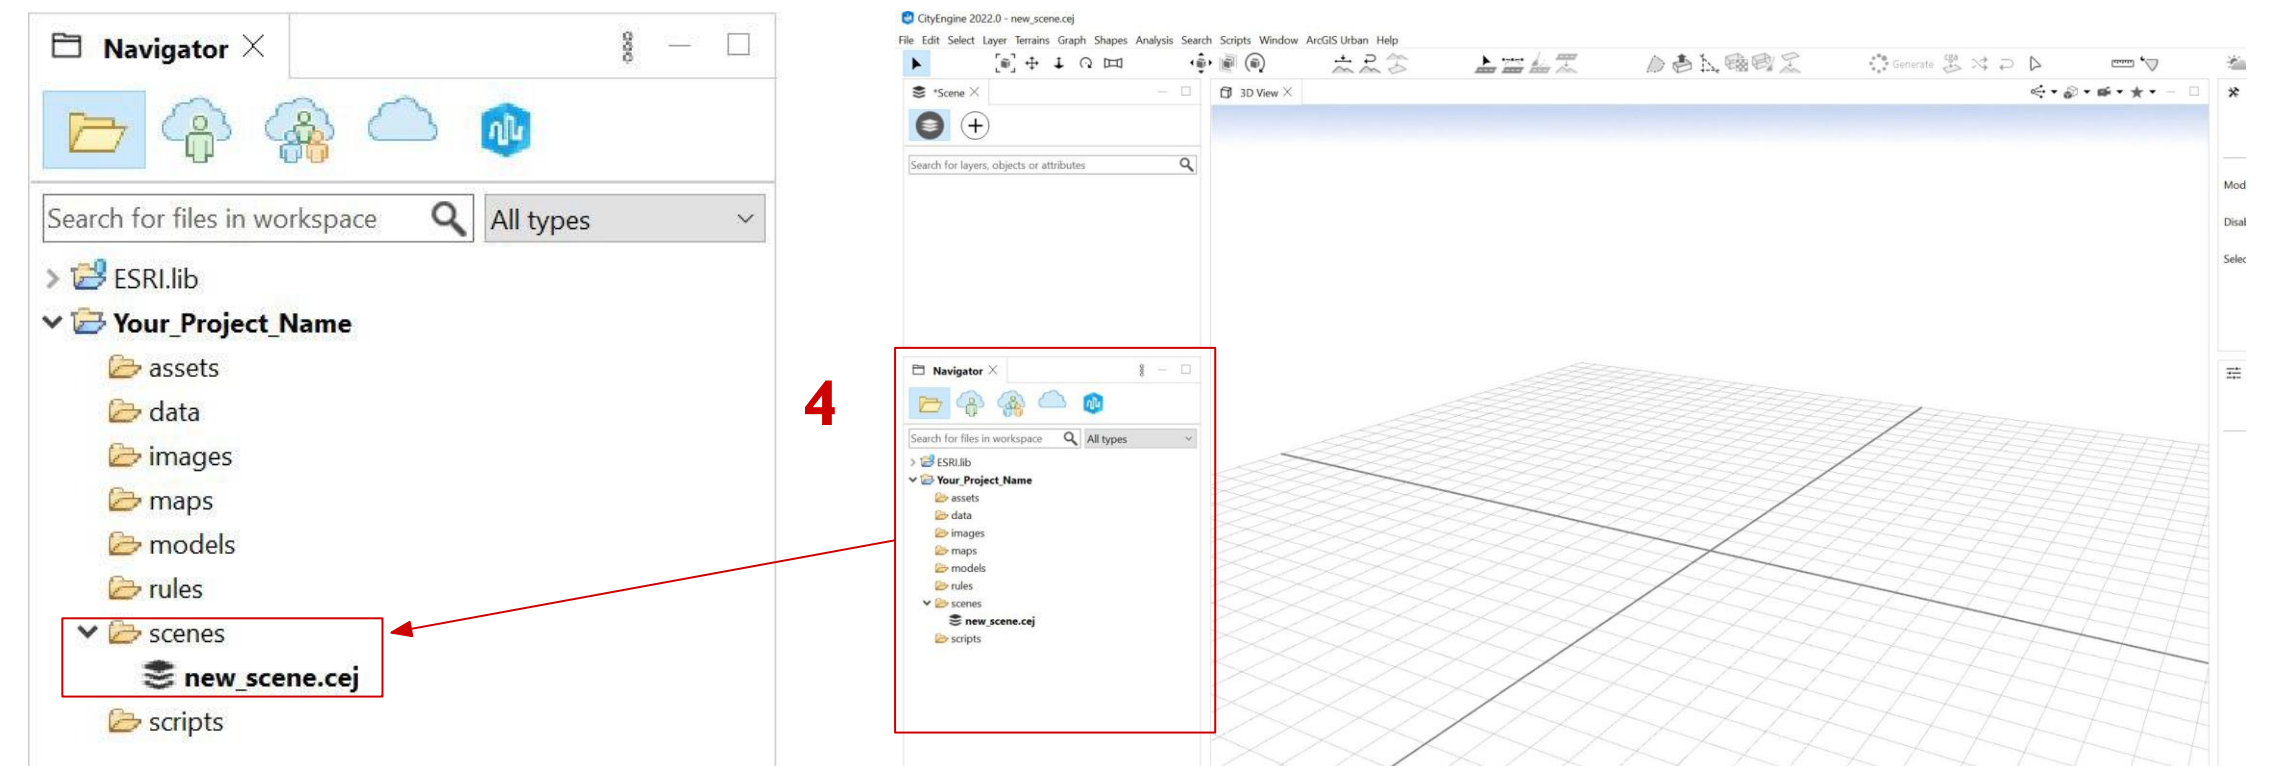 Navigator
Search for files in workspace
All types
ESRI.lib
Your_Project_Name
assets
data
images
maps
models
rules
scenes
new_scene.cej
scripts
4
CityEngine 2022.0 - new_scene.cej
File Edit Select Layer Terrains Graph Shapes Analysis Search Scripts Window ArcGIS Urban Help
Generate
*Scene
3D View
Search for layers, objects or attributes
Mod
Disal
Selec
Navigator
Search for files in workspace
All types
ESRI.lib
Your_Project_Name
assets
data
images
maps
models
rules
scenes
new_scene.cej
scripts